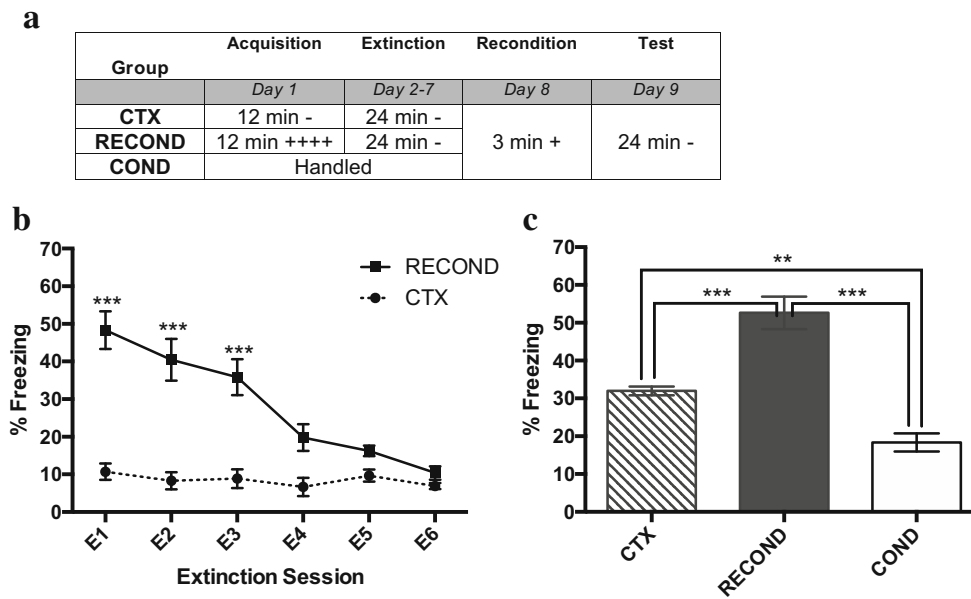 a
Group Acquisition Extinction Recondition Test
Day 1 Day 2-7 Day 8 Day 9
CTX 12 min - 24 min - 3 min + 24 min -
RECOND 12 min ++++ 24 min -
COND Handled
b
% Freezing
70
60
50
40
30
20
10
0
*** *** ***
RECOND
CTX
E1 E2 E3 E4 E5 E6
Extinction Session
c
% Freezing
70
60
50
40
30
20
10
0
**
*** ***
CTX RECOND COND